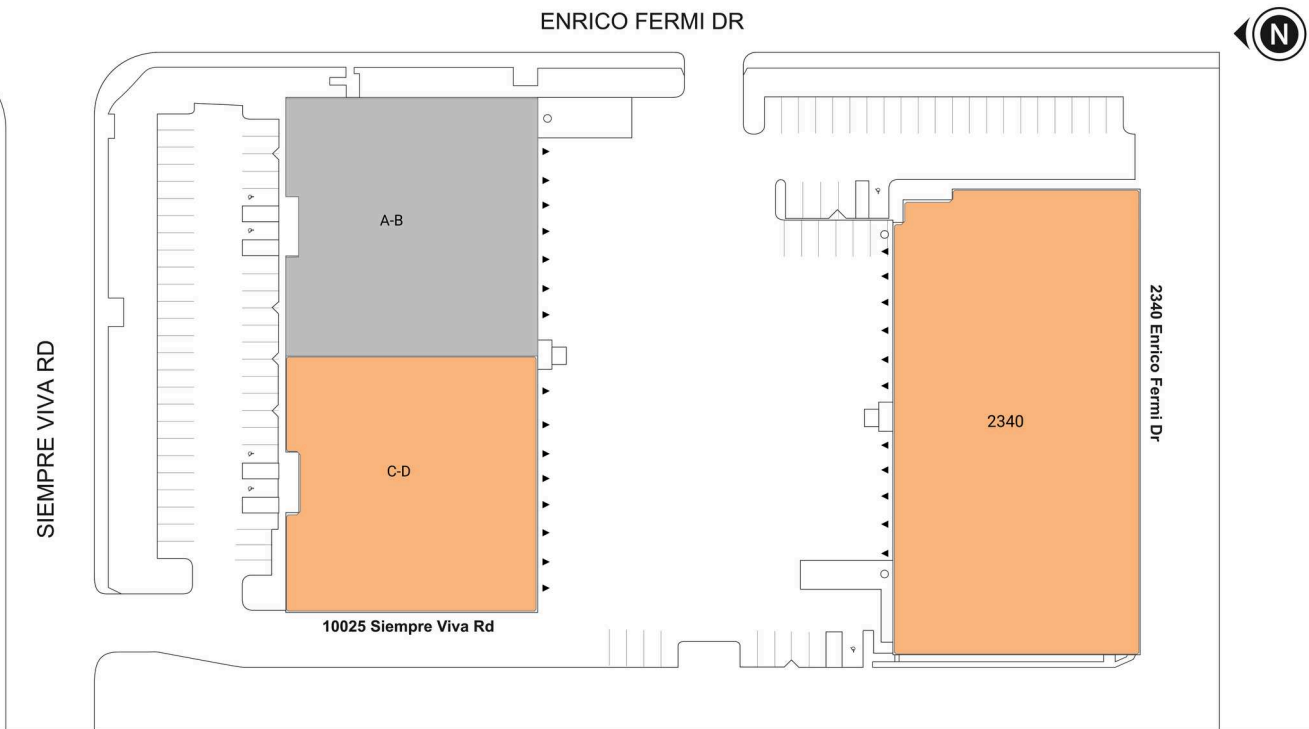 ENRICO FERMI DR
N
A-B
SIEMPRE VIVA RD
2340 Enrico Fermi Dr
2340
C-D
10025 Siempre Viva Rd